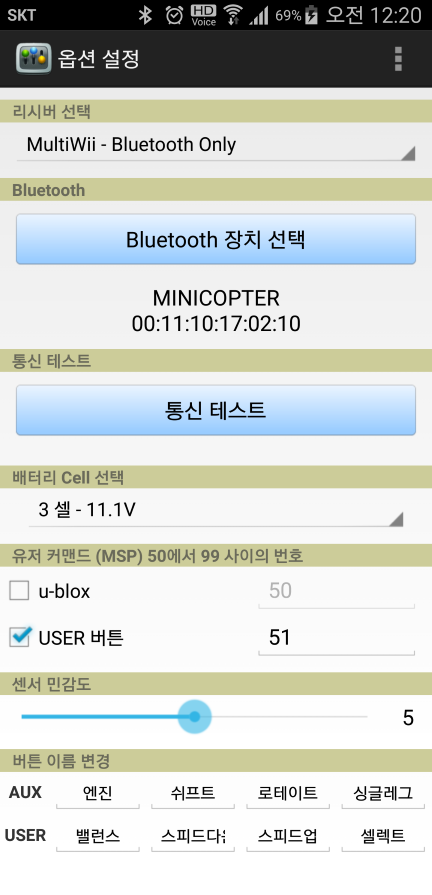 SKT HD Voice 69% 오전 12:20
옵션 설정
리시버 선택
MultiWii - Bluetooth Only
Bluetooth
Bluetooth 장치 선택
MINICOPTER
00:11:10:17:02:10
통신 테스트
통신 테스트
배터리 Cell 선택
3 셀 - 11.1V
유저 커맨드 (MSP) 50에서 99 사이의 번호
u-blox 50
USER 버튼 51
센서 민감도
5
버튼 이름 변경
AUX 엔진 쉬프트 로테이트 싱글레그
USER 밸런스 스피드다운 스피드업 셀렉트